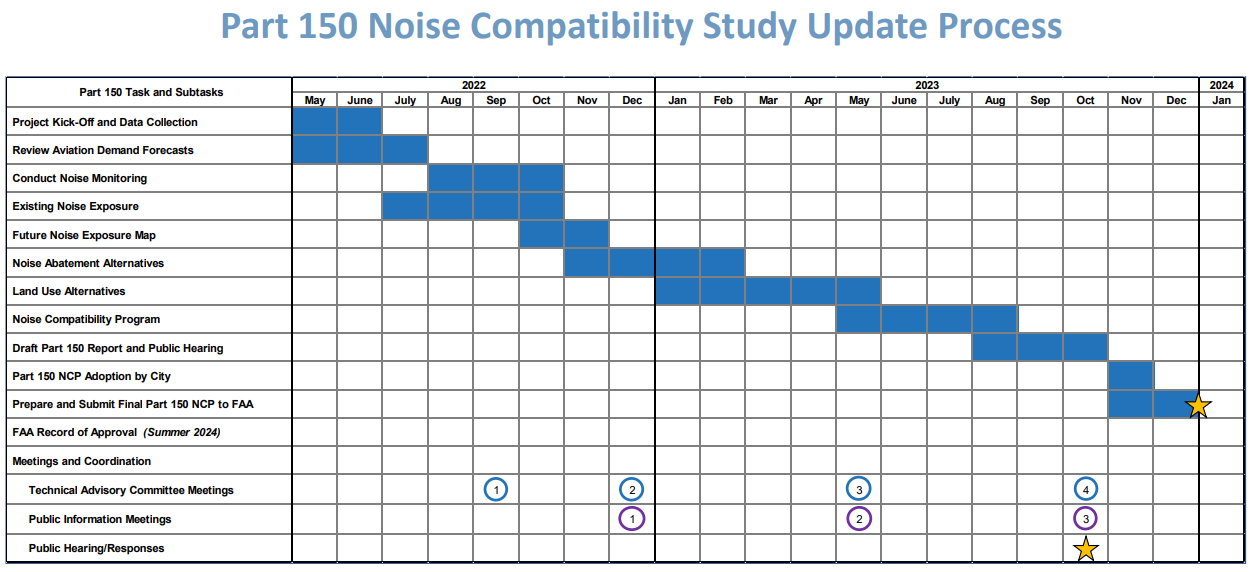 Part 150 Noise Compatibility Study Update Process
Part 150 Task and Subtasks
2022 2023 2024
May June July Aug Sep Oct Nov Dec Jan Feb Mar Apr May June July Aug Sep Oct Nov Dec Jan
Project Kick-Off and Data Collection
Review Aviation Demand Forecasts
Conduct Noise Monitoring
Existing Noise Exposure
Future Noise Exposure Map
Noise Abatement Alternatives
Land Use Alternatives
Noise Compatibility Program
Draft Part 150 Report and Public Hearing
Part 150 NCP Adoption by City
Prepare and Submit Final Part 150 NCP to FAA
FAA Record of Approval (Summer 2024)
Meetings and Coordination
Technical Advisory Committee Meetings 1 2 3 4
Public Information Meetings 1 2 3
Public Hearing/Responses